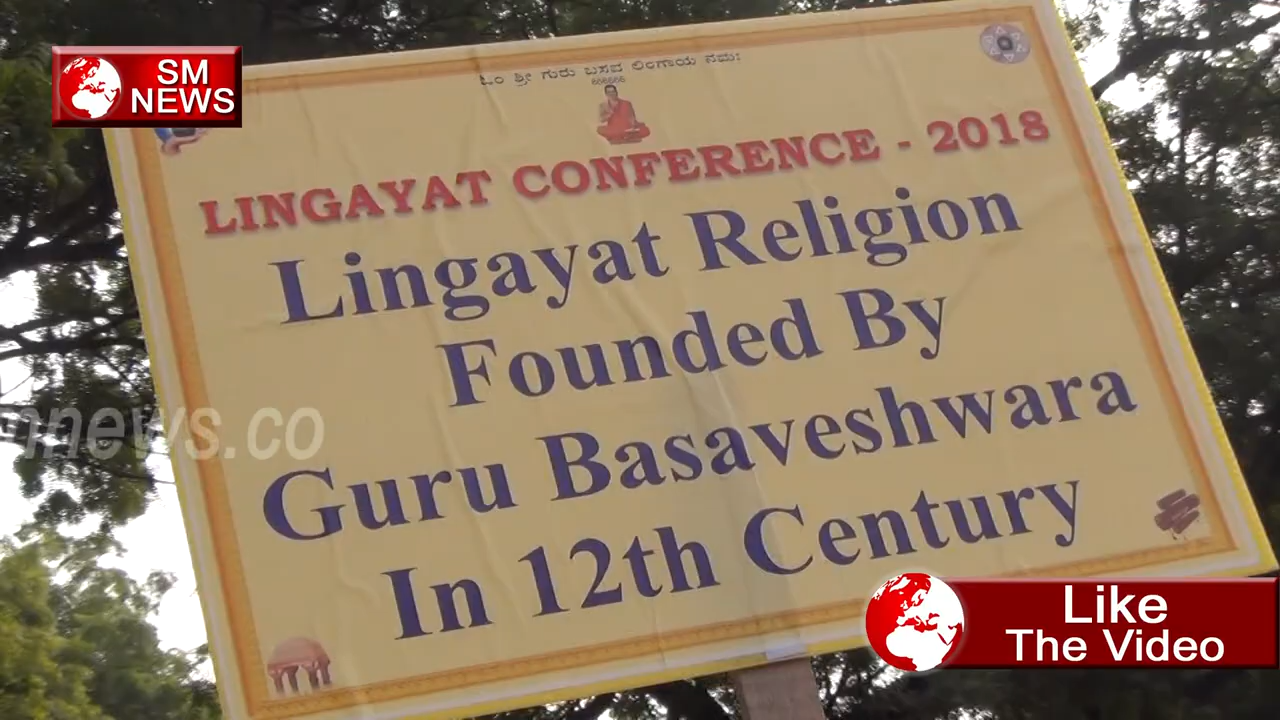 SM
NEWS
ಓಂ ಶ್ರೀ ಗುರು ಬಸವ ಲಿಂಗಾಯ ನಮಃ
LINGAYAT CONFERENCE - 2018
Lingayat Religion
Founded By
Guru Basaveshwara
In 12th Century
news.co
Like
The Video